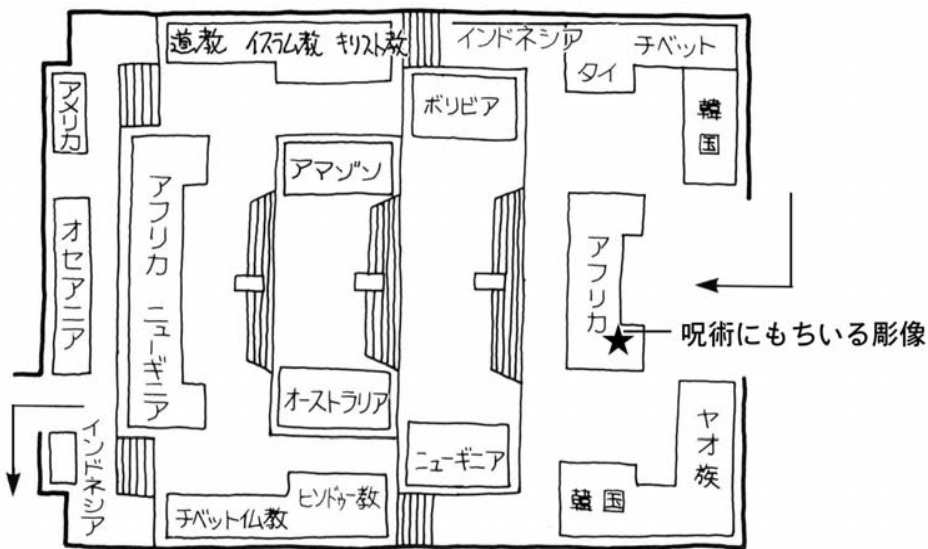 道教 イスラム教 キリスト教
インドネシア
チベット
タイ
韓国
アメリカ
ボリビア
アマゾン
アフリカ ニューギニア
オセアニア
アフリカ
呪術にもちいる彫像
オーストラリア
ニューギニア
インドネシア
チベット仏教
ヒンドゥー教
韓国
ヤオ族